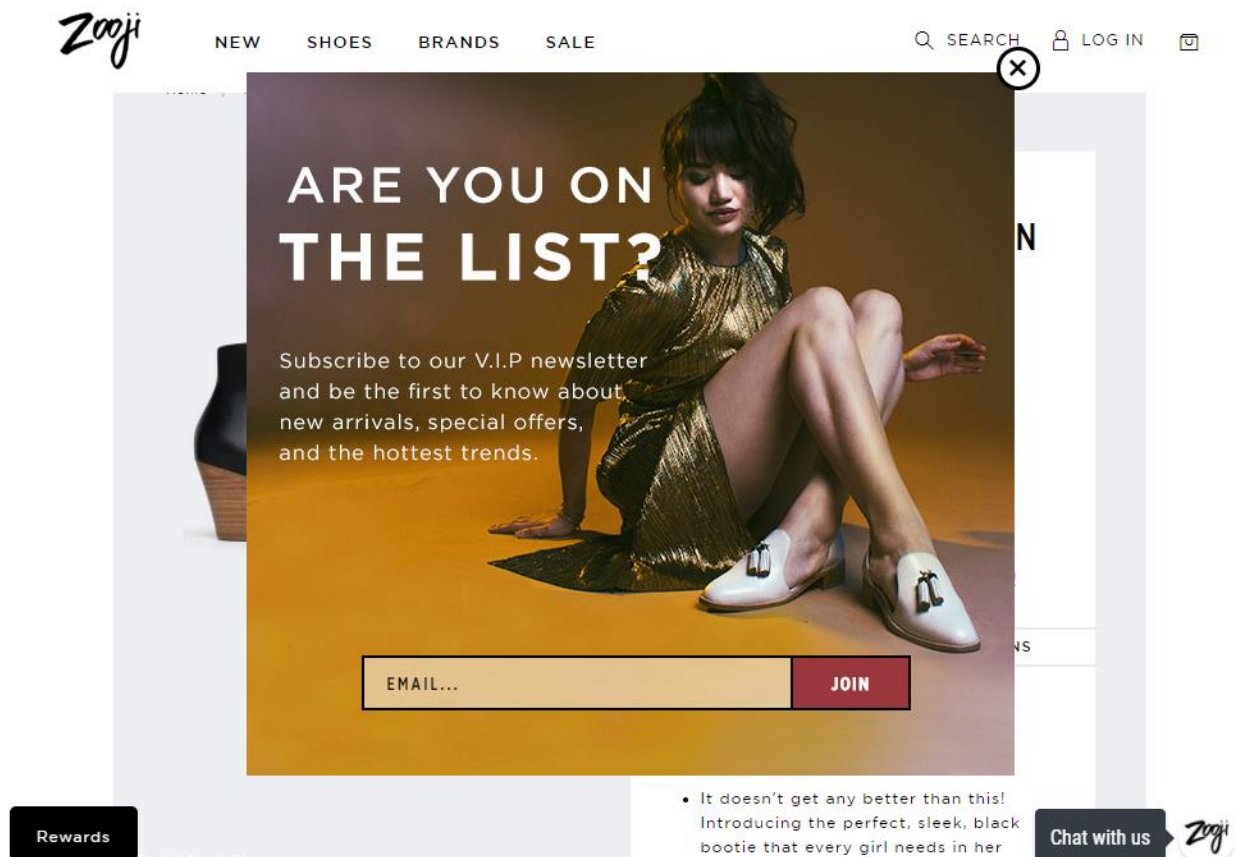 Zooji
NEW SHOES BRANDS SALE
SEARCH LOG IN
ARE YOU ON
THE LIST?
Subscribe to our V.I.P newsletter
and be the first to know about
new arrivals, special offers,
and the hottest trends.
EMAIL...
JOIN
N
NS
• It doesn't get any better than this!
Introducing the perfect, sleek, black
bootie that every girl needs in her
Rewards
Chat with us
Zooji